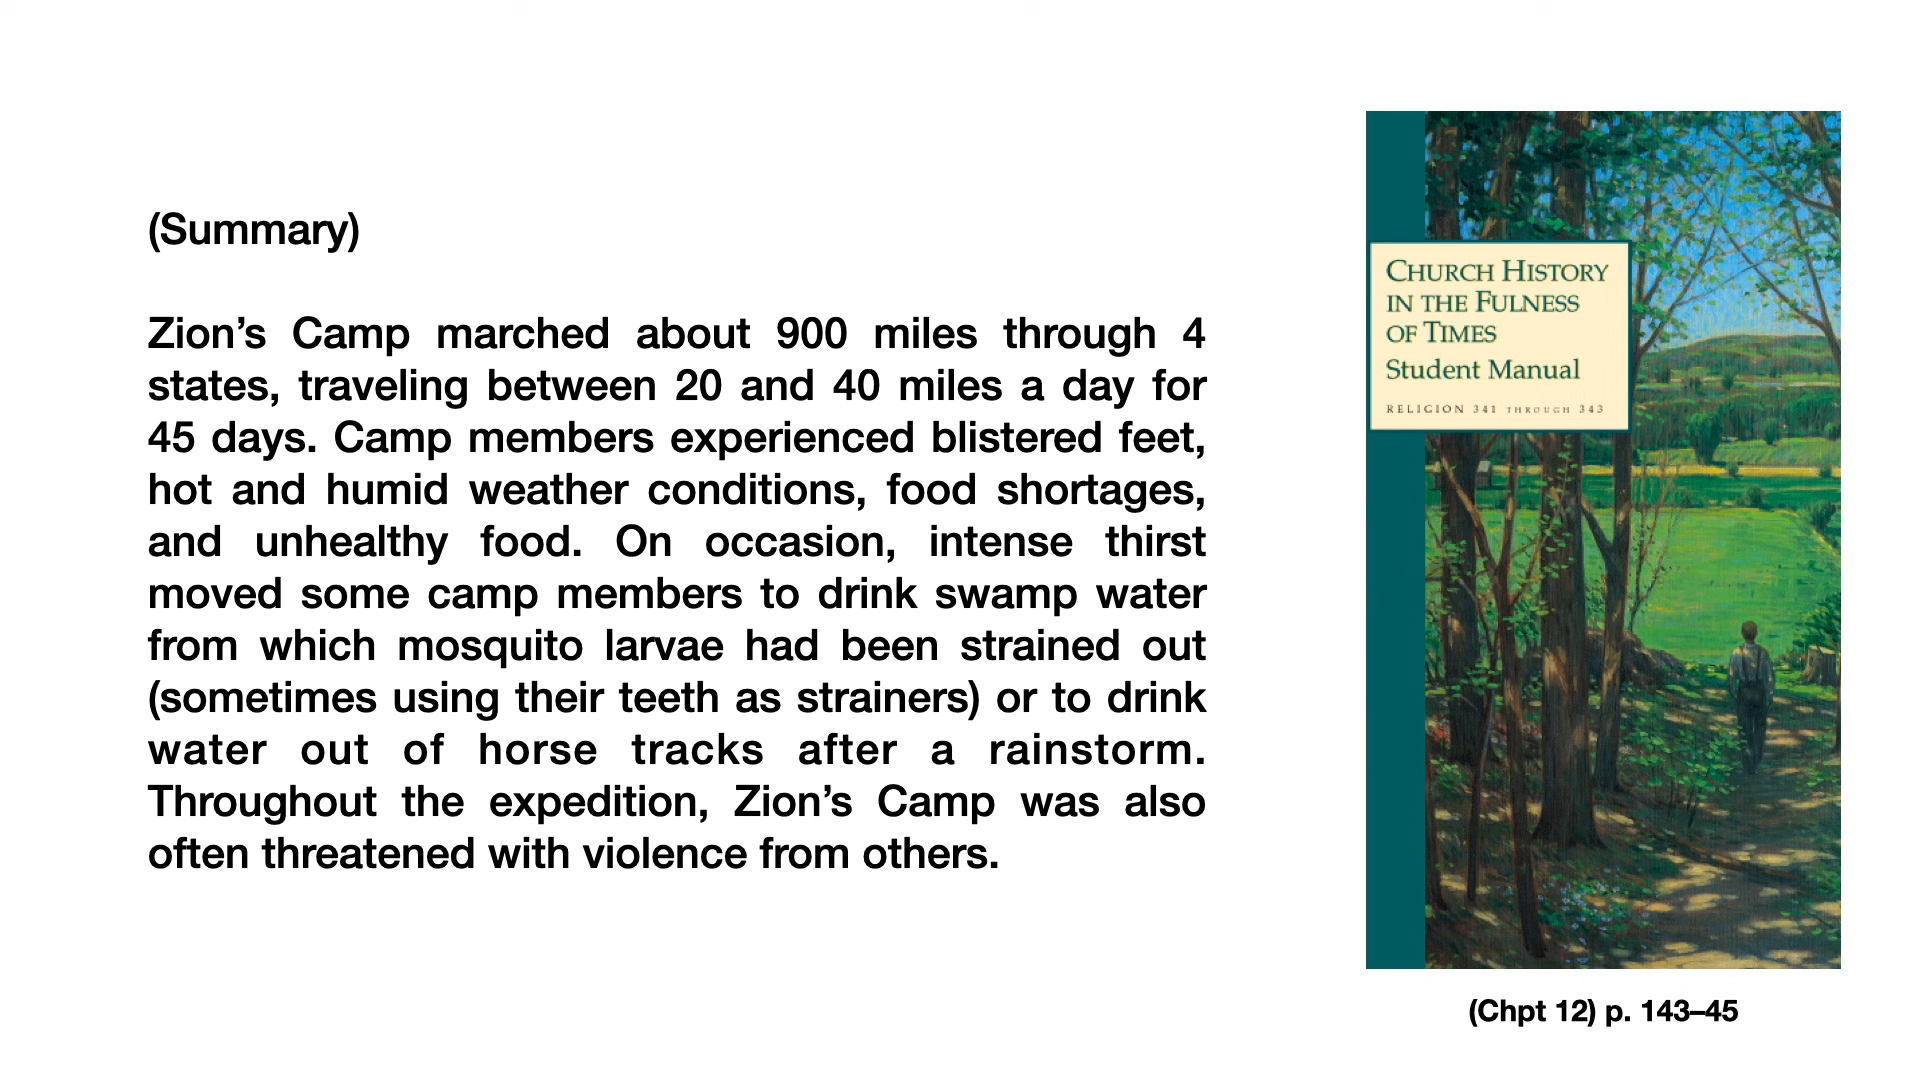 (Summary)
Zion’s Camp marched about 900 miles through 4
states, traveling between 20 and 40 miles a day for
45 days. Camp members experienced blistered feet,
hot and humid weather conditions, food shortages,
and unhealthy food. On occasion, intense thirst
moved some camp members to drink swamp water
from which mosquito larvae had been strained out
(sometimes using their teeth as strainers) or to drink
water out of horse tracks after a rainstorm.
Throughout the expedition, Zion’s Camp was also
often threatened with violence from others.
CHURCH HISTORY
IN THE FULNESS
OF TIMES
Student Manual
RELIGION 341 THROUGH 343
(Chpt 12) p. 143–45